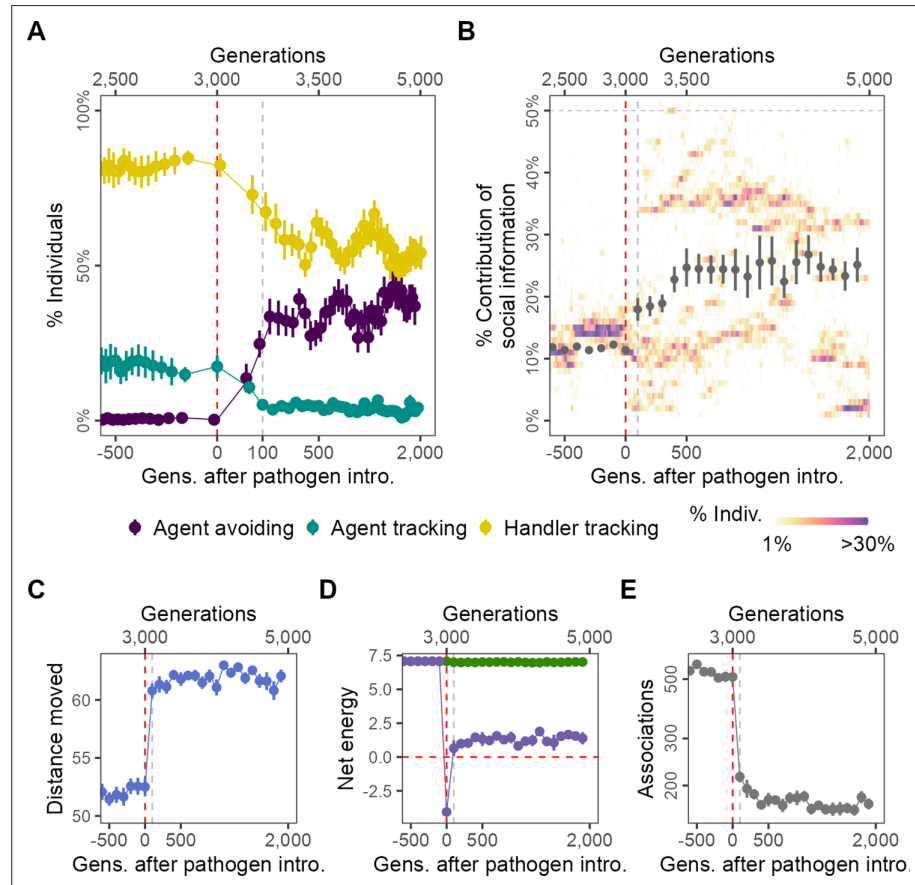 A
Generations
2,500 3,000 3,500 5,000
100%
50%
0%
% Individuals
-500 0 100 500 2,000
Gens. after pathogen intro.
B
Generations
2,500 3,000 3,500 5,000
50%
40%
30%
20%
10%
0%
% Contribution of
social information
-500 0 500 2,000
Gens. after pathogen intro.
Agent avoiding Agent tracking Handler tracking
% Indiv.
1% >30%
C
Generations
3,000 5,000
60
55
50
Distance moved
-500 0 500 2,000
Gens. after pathogen intro.
D
Generations
3,000 5,000
7.5
5.0
2.5
0.0
-2.5
Net energy
0 500 2,000
Gens. after pathogen intro.
E
Generations
3,000 5,000
500
300
200
Associations
-500 0 500 2,000
Gens. after pathogen intro.